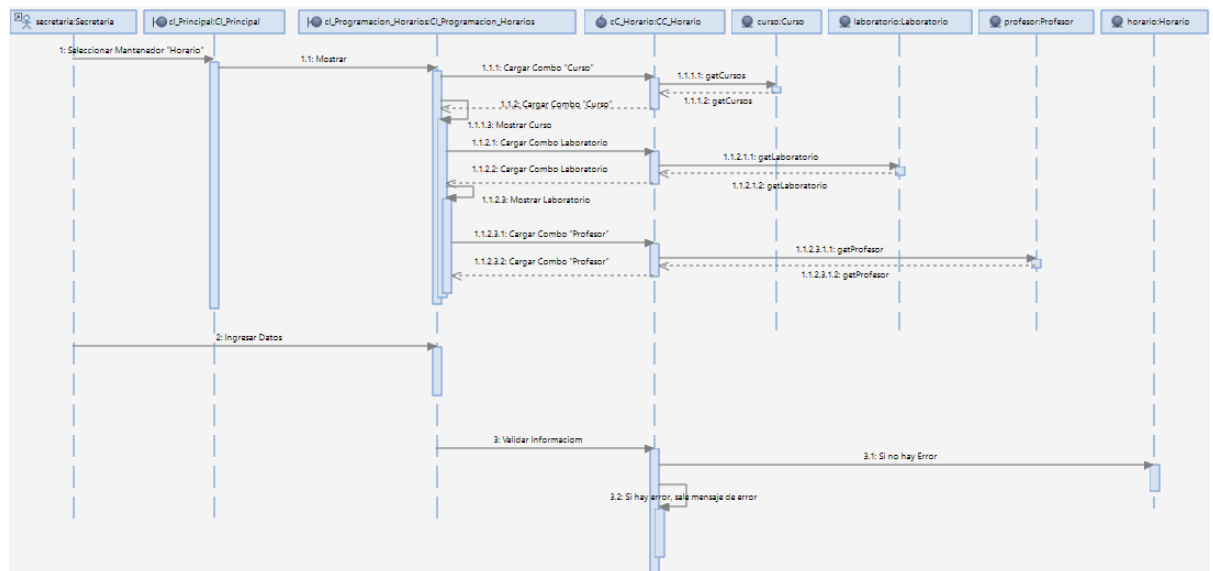 secretaria:Secretaria
cI_Principal:CI_Principal
cI_Programacion_Horarios:CI_Programacion_Horarios
cC_Horario:CC_Horario
curso:Curso
laboratorio:Laboratorio
profesor:Profesor
horario:Horario
1: Seleccionar Mantenador "Horario"
1.1: Mostrar
1.1.1: Cargar Combo "Curso"
1.1.1.1: getCursos
1.1.1.2: getCursos
1.1.2: Cargar Combo "Curso"
1.1.1.3: Mostrar Curso
1.1.2.1: Cargar Combo Laboratorio
1.1.2.1.1: getLaboratorio
1.1.2.2: Cargar Combo Laboratorio
1.1.2.1.2: getLaboratorio
1.1.2.3: Mostrar Laboratorio
1.1.2.3.1: Cargar Combo "Profesor"
1.1.2.3.1.1: getProfesor
1.1.2.3.2: Cargar Combo "Profesor"
1.1.2.3.1.2: getProfesor
2: Ingresar Datos
3: Validar Informaciom
3.1: Si no hay Error
3.2: Si hay error, sale mensaje de error